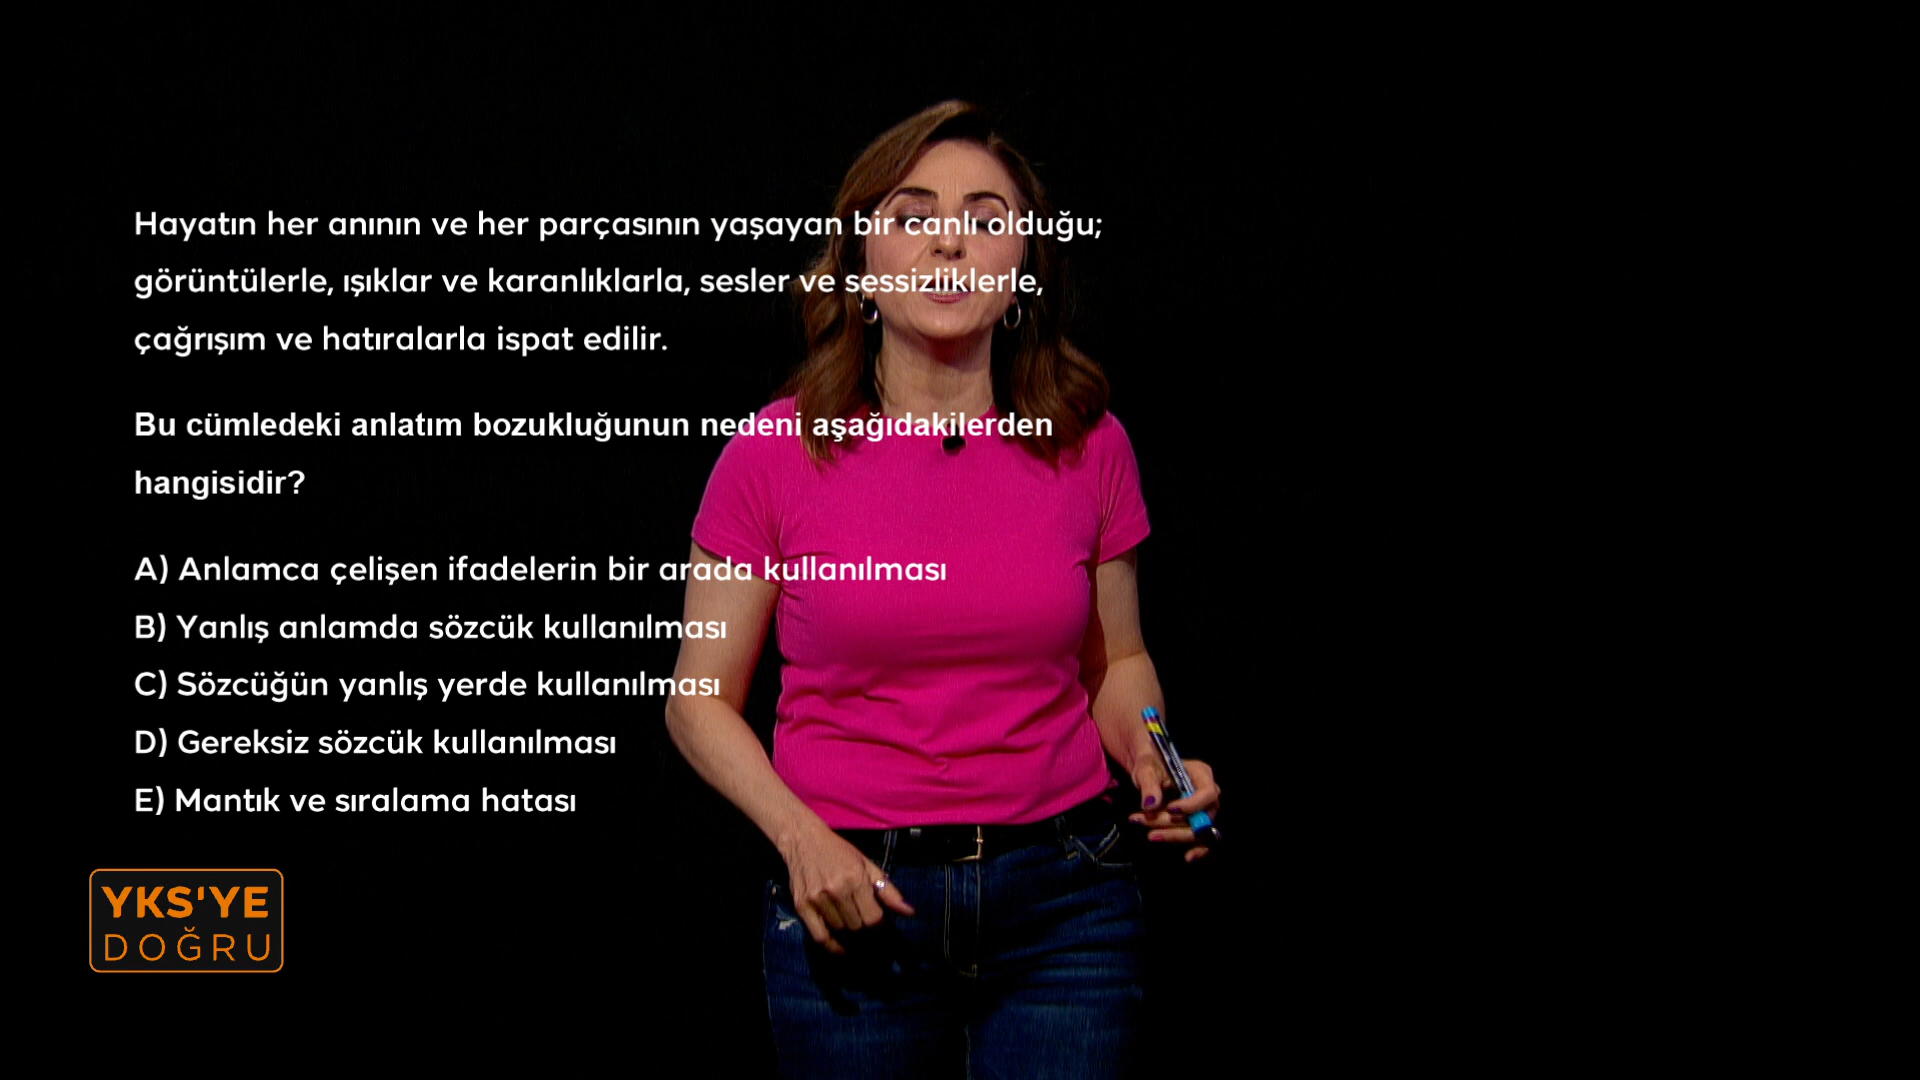 Hayatın her anının ve her parçasının yaşayan bir canlı olduğu;
görüntülerle, ışıklar ve karanlıklarla, sesler ve sessizliklerle,
çağrışım ve hatıralarla ispat edilir.
Bu cümledeki anlatım bozukluğunun nedeni aşağıdakilerden
hangisidir?
A) Anlamca çelişen ifadelerin bir arada kullanılması
B) Yanlış anlamda sözcük kullanılması
C) Sözcüğün yanlış yerde kullanılması
D) Gereksiz sözcük kullanılması
E) Mantık ve sıralama hatası
YKS'YE
DOĞRU